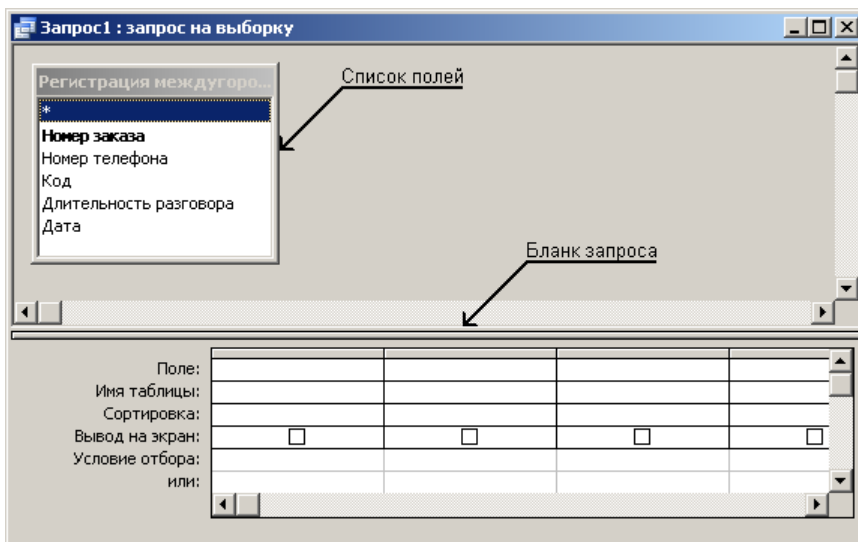 Запрос1 : запрос на выборку
Регистрация междугоро...
Список полей
*
Номер заказа
Номер телефона
Код
Длительность разговора
Дата
Бланк запроса
Поле:
Имя таблицы:
Сортировка:
Вывод на экран:
Условие отбора:
или: